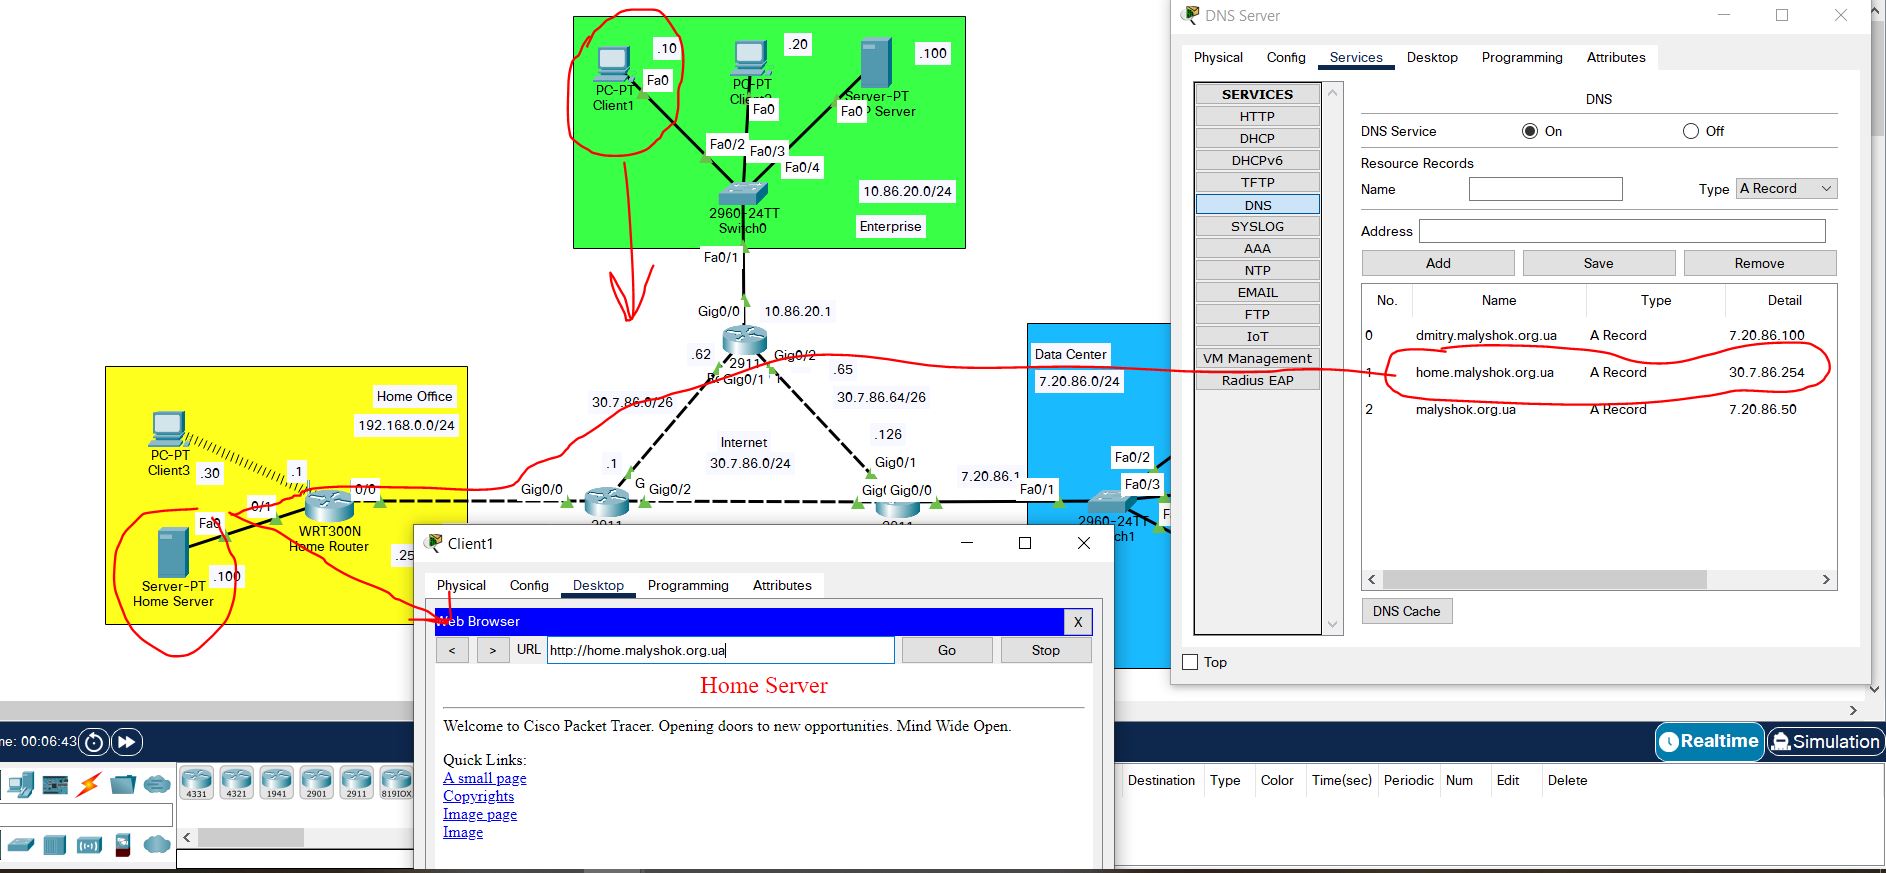 DNS Server
Physical Config Services Desktop Programming Attributes
SERVICES
HTTP
DHCP
DHCPv6
TFTP
DNS
SYSLOG
AAA
NTP
EMAIL
FTP
IoT
VM Management
Radius EAP
DNS
DNS Service On Off
Resource Records
Name Type A Record
Address
Add Save Remove
No. Name Type Detail
0 dmitry.malyshok.org.ua A Record 7.20.86.100
1 home.malyshok.org.ua A Record 30.7.86.254
2 malyshok.org.ua A Record 7.20.86.50
DNS Cache
Top
.10
Fa0
PC-PT
Client1
.20
PC-PT
Fa0
.100
Server-PT
Fa0 P Server
Fa0/2
Fa0/3
Fa0/4
10.86.20.0/24
2960-24TT
Switch0
Enterprise
Fa0/1
Gig0/0
10.86.20.1
.62
2911
Gig0/2
Gig0/1
.65
30.7.86.0/26
30.7.86.64/26
Internet
30.7.86.0/24
.126
Gig0/1
.1
Gig0/0
Gig0/2
Gig0/0
2911
2911
7.20.86.1
Data Center
7.20.86.0/24
Fa0/2
Fa0/3
Fa0/1
2960-24TT
Home Office
192.168.0.0/24
PC-PT
Client3
.30
.1
0/0
0/1
WRT300N
Home Router
Fa0
.100
Server-PT
Home Server
.25
Client1
Physical Config Desktop Programming Attributes
Web Browser X
< > URL http://home.malyshok.org.ua Go Stop
Home Server
Welcome to Cisco Packet Tracer. Opening doors to new opportunities. Mind Wide Open.
Quick Links:
A small page
Copyrights
Image page
Image
me: 00:06:43
Realtime Simulation
4331 4321 1941 2901 2911 819IOX
Destination Type Color Time(sec) Periodic Num Edit Delete